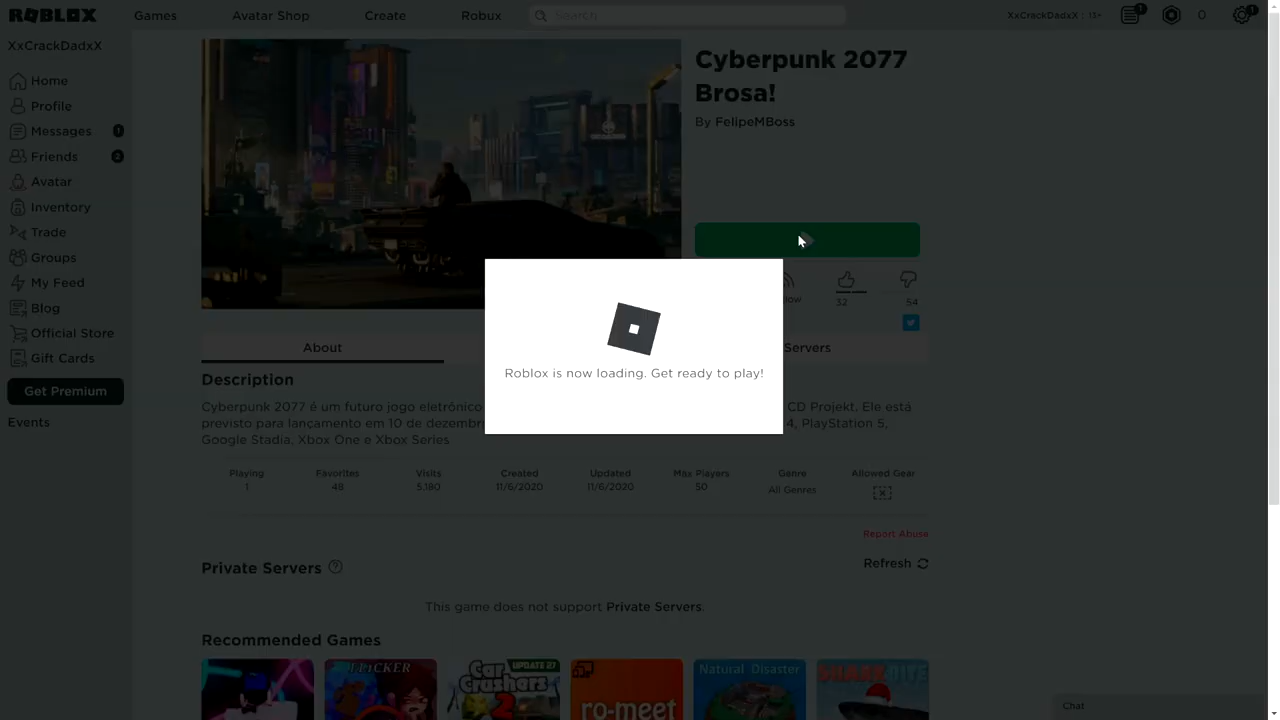 ROBLOX
Games
Avatar Shop
Create
Robux
Search
XxCrackDadxX : 13+
1
0
1
XxCrackDadxX
Home
Profile
Messages 1
Friends 2
Avatar
Inventory
Trade
Groups
My Feed
Blog
Official Store
Gift Cards
Get Premium
Events
Cyberpunk 2077
Brosa!
By FelipeMBoss
32
54
Roblox is now loading. Get ready to play!
About
Servers
Description
Cyberpunk 2077 é um futuro jogo eletrônico CD Projekt. Ele está
previsto para lançamento em 10 de dezembr 4, PlayStation 5,
Google Stadia. Xbox One e Xbox Series
Playing Favorites Visits Created Updated Max Players Genre Allowed Gear
1 48 5,180 11/6/2020 11/6/2020 50 All Genres
Report Abuse
Private Servers ?
Refresh
This game does not support Private Servers.
Recommended Games
FLICKER
Car
Crushers
2
UPDATE 27
ro-meet
Natural Disaster
SHARKBITE
Chat